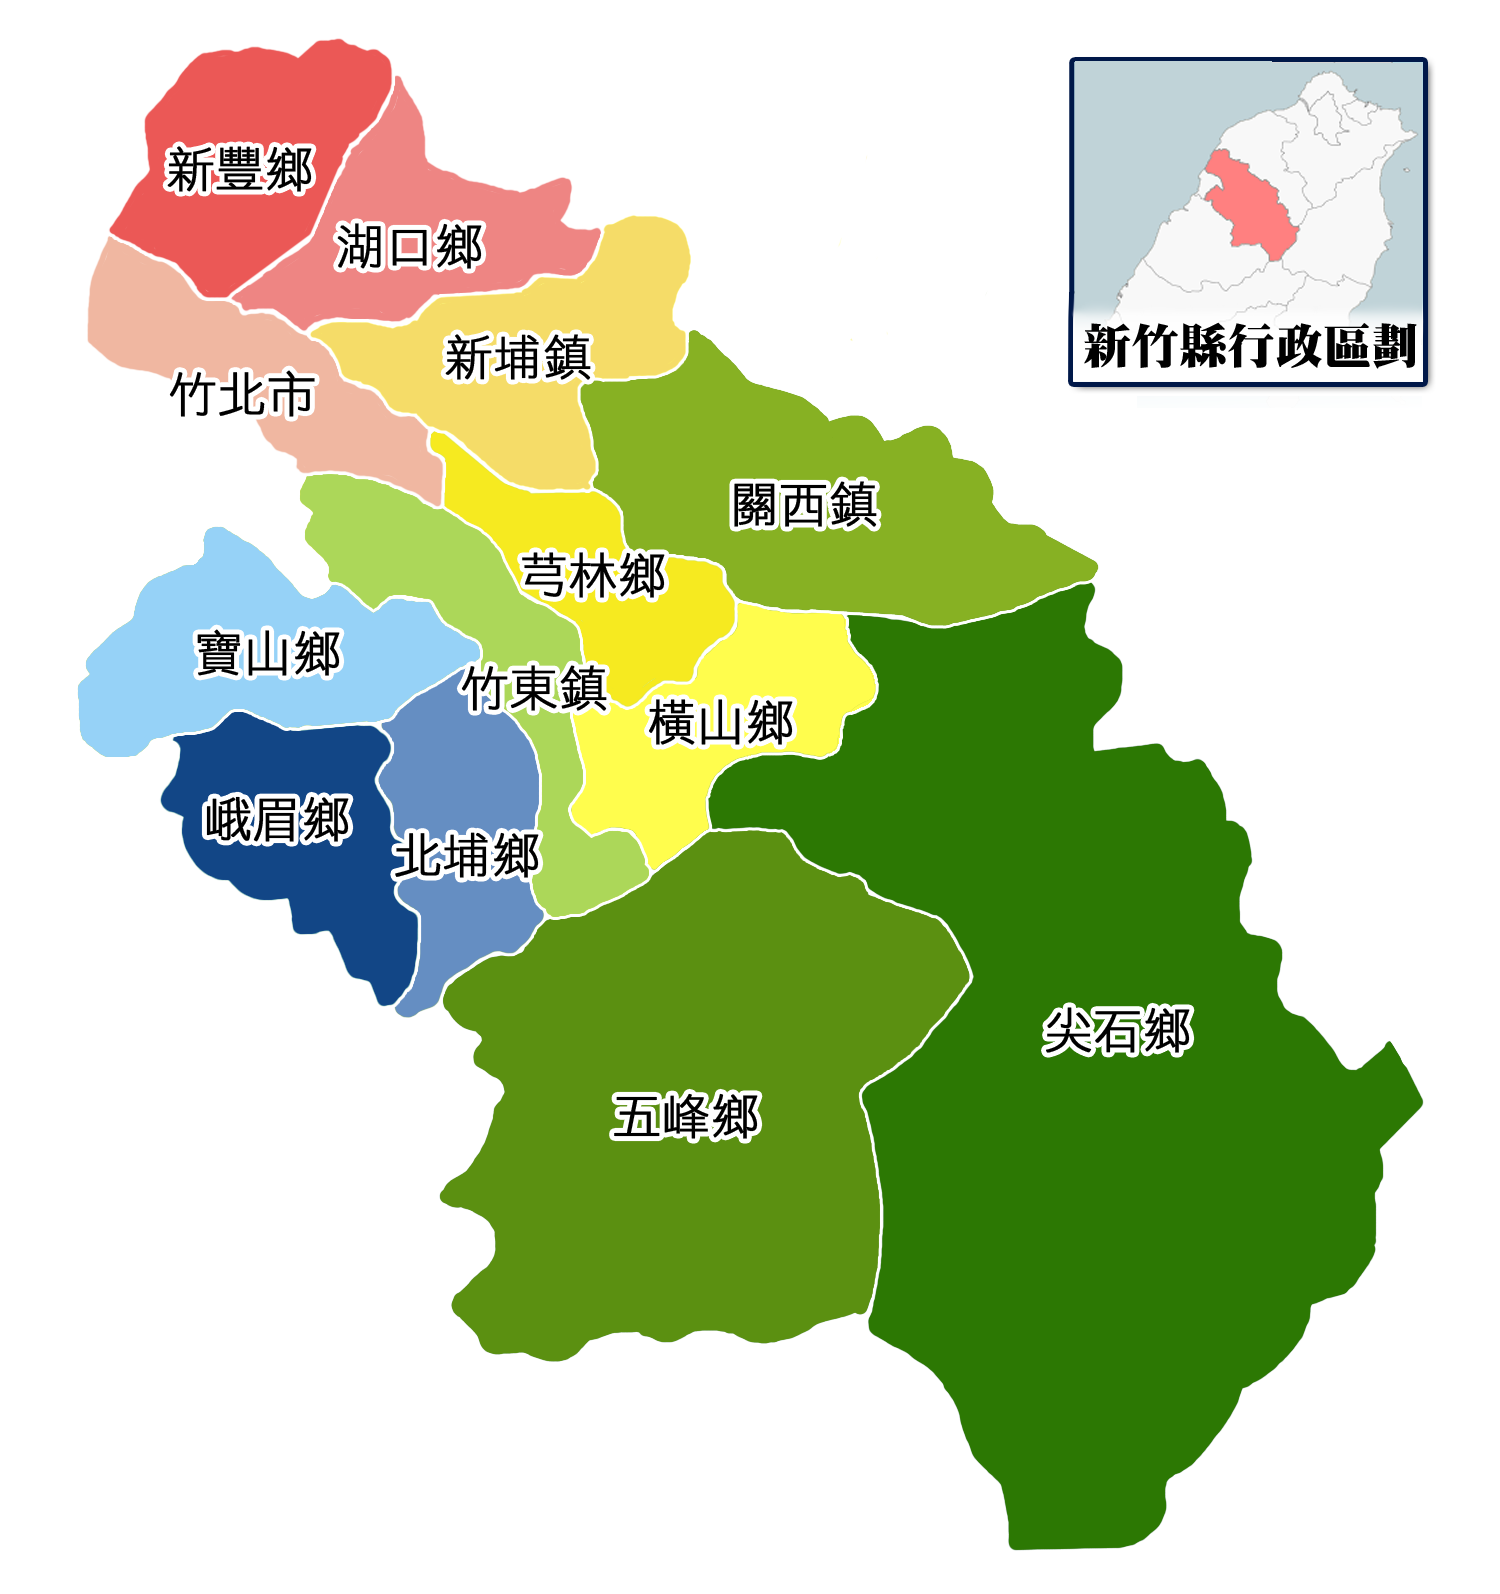 新豐鄉
湖口鄉
新竹縣行政區劃
新埔鎮
竹北市
關西鎮
芎林鄉
寶山鄉
竹東鎮
橫山鄉
峨眉鄉
北埔鄉
尖石鄉
五峰鄉